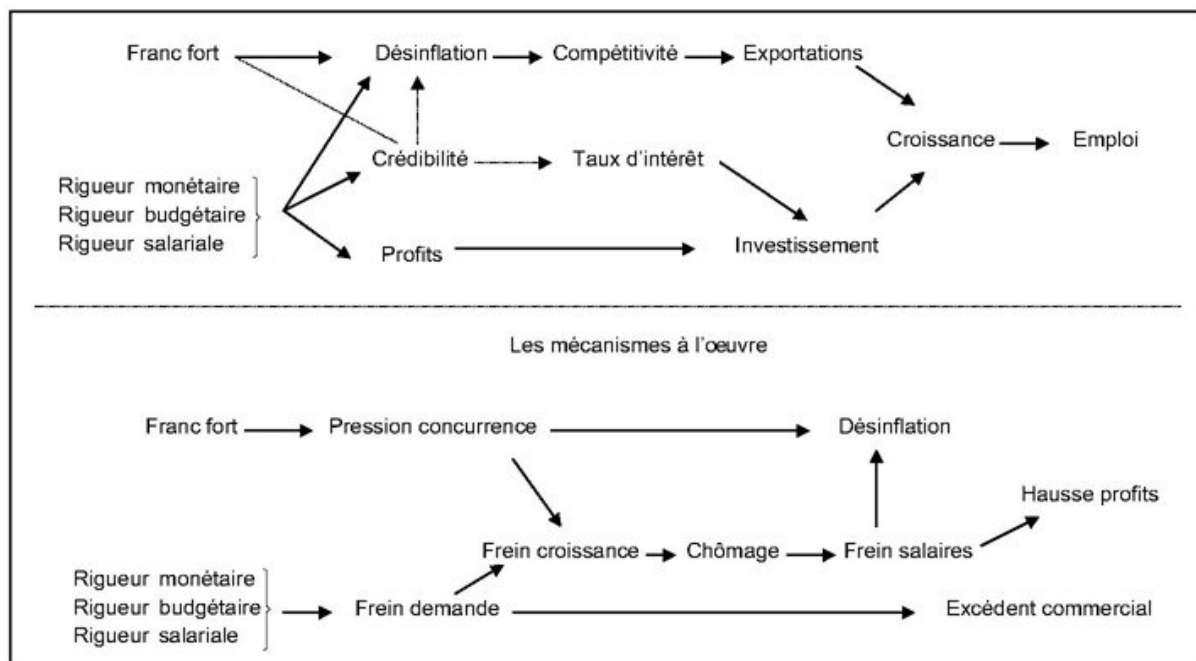 Franc fort Désinflation Compétitivité Exportations
Croissance Emploi
Crédibilité Taux d'intérêt
Rigueur monétaire
Rigueur budgétaire
Rigueur salariale
Profits Investissement
Les mécanismes à l'œuvre
Franc fort Pression concurrence Désinflation
Hausse profits
Frein croissance Chômage Frein salaires
Rigueur monétaire
Rigueur budgétaire Frein demande Excédent commercial
Rigueur salariale